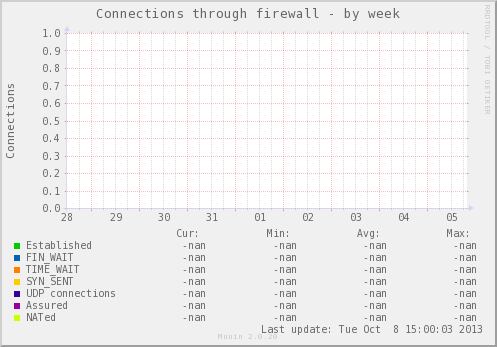 Connections through firewall - by week
RRDTOOL / TOBI OETIKER
Connections
1.0
0.9
0.8
0.7
0.6
0.5
0.4
0.3
0.2
0.1
0.0
28 29 30 31 01 02 03 04 05
Cur: Min: Avg: Max:
Established -nan -nan -nan -nan
FIN_WAIT -nan -nan -nan -nan
TIME_WAIT -nan -nan -nan -nan
SYN_SENT -nan -nan -nan -nan
UDP connections -nan -nan -nan -nan
Assured -nan -nan -nan -nan
NATed -nan -nan -nan -nan
Last update: Tue Oct 8 15:00:03 2013
Munin 2.0.20